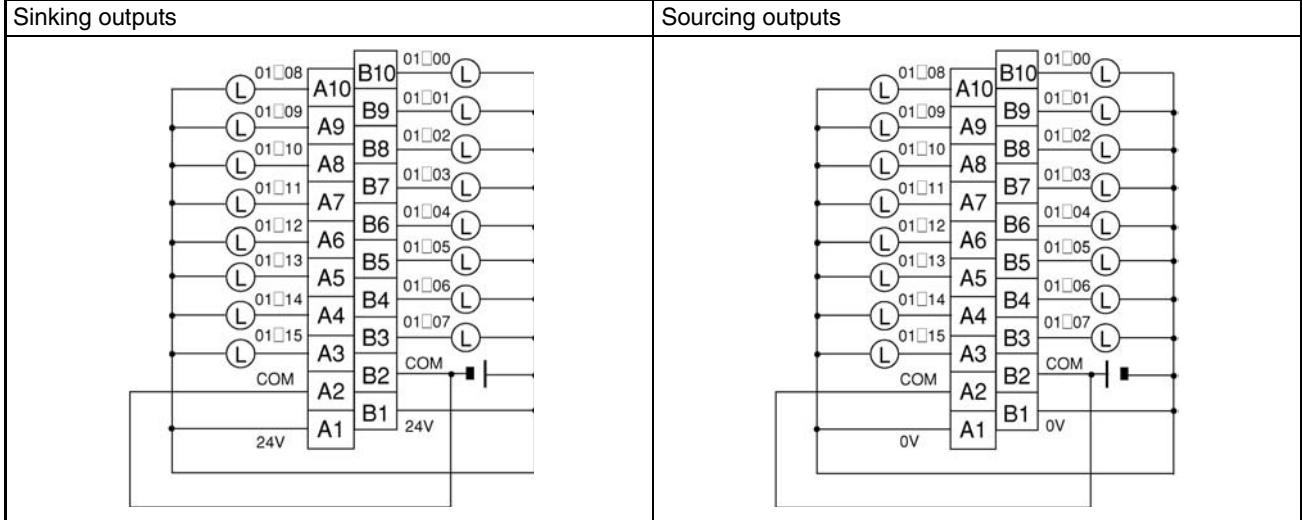 Sinking outputs
01□08
L
A10
B10
01□00
L
01□09
L
A9
B9
01□01
L
01□10
L
A8
B8
01□02
L
01□11
L
A7
B7
01□03
L
01□12
L
A6
B6
01□04
L
01□13
L
A5
B5
01□05
L
01□14
L
A4
B4
01□06
L
01□15
L
A3
B3
01□07
L
COM
A2
B2
COM
24V
A1
B1
24V
Sourcing outputs
01□08
L
A10
B10
01□00
L
01□09
L
A9
B9
01□01
L
01□10
L
A8
B8
01□02
L
01□11
L
A7
B7
01□03
L
01□12
L
A6
B6
01□04
L
01□13
L
A5
B5
01□05
L
01□14
L
A4
B4
01□06
L
01□15
L
A3
B3
01□07
L
COM
A2
B2
COM
0V
A1
B1
0V